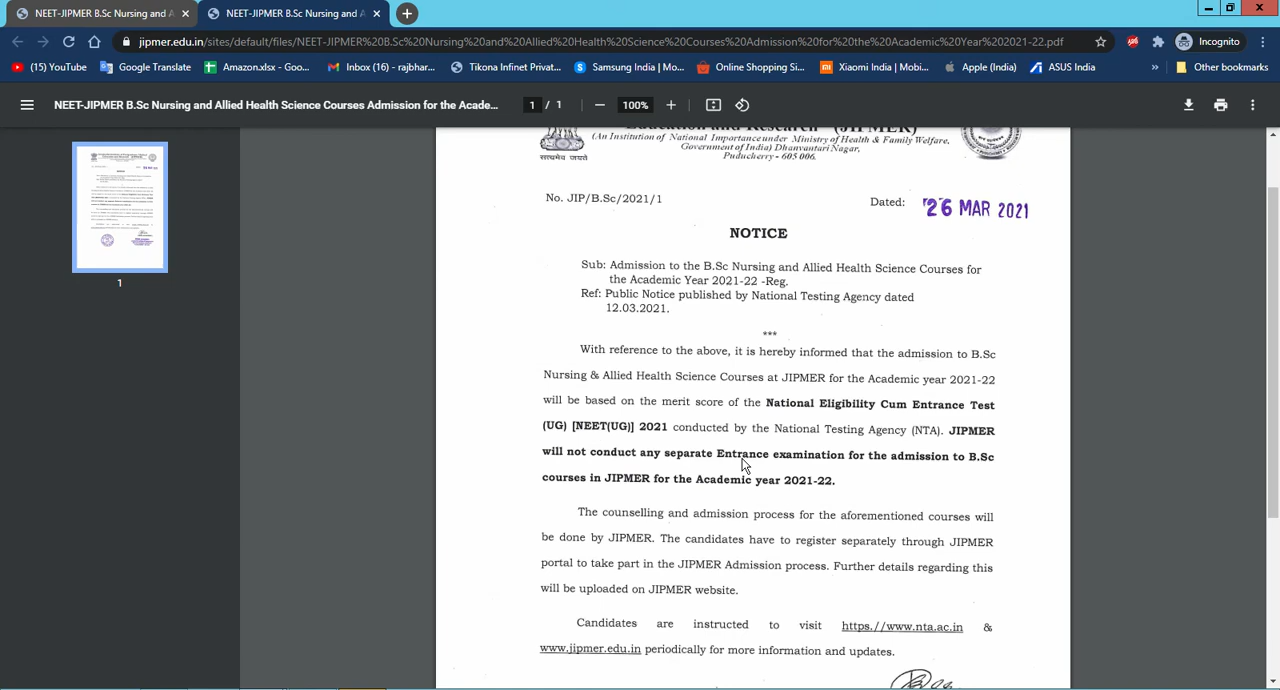 NEET-JIPMER B.Sc Nursing and A
NEET-JIPMER B.Sc Nursing and A
jipmer.edu.in/sites/default/files/NEET-JIPMER%20B.Sc%20Nursing%20and%20Allied%20Health%20Science%20Courses%20Admission%20for%20the%20Academic%20Year%202021-22.pdf
Incognito
(15) YouTube
Google Translate
Amazon.xlsx - Goo...
Inbox (16) - rajbhar...
Tikona Infinet Privat...
Samsung India | Mo...
Online Shopping Si...
Xiaomi India | Mobi...
Apple (India)
ASUS India
»
Other bookmarks
NEET-JIPMER B.Sc Nursing and Allied Health Science Courses Admission for the Acade...
1 / 1
100%
1
Education and Research (JIPMER)
(An Institution of National Importance under Ministry of Health & Family Welfare,
Government of India) Dhanvantari Nagar,
Puducherry - 605 006.
सत्यमेव जयते
No. JIP/B.Sc/2021/1
Dated: 26 MAR 2021
NOTICE
Sub: Admission to the B.Sc Nursing and Allied Health Science Courses for
the Academic Year 2021-22 -Reg.
Ref: Public Notice published by National Testing Agency dated
12.03.2021.
***
With reference to the above, it is hereby informed that the admission to B.Sc
Nursing & Allied Health Science Courses at JIPMER for the Academic year 2021-22
will be based on the merit score of the National Eligibility Cum Entrance Test
(UG) [NEET(UG)] 2021 conducted by the National Testing Agency (NTA). JIPMER
will not conduct any separate Entrance examination for the admission to B.Sc
courses in JIPMER for the Academic year 2021-22.
The counselling and admission process for the aforementioned courses will
be done by JIPMER. The candidates have to register separately through JIPMER
portal to take part in the JIPMER Admission process. Further details regarding this
will be uploaded on JIPMER website.
Candidates are instructed to visit https.//www.nta.ac.in &
www.jipmer.edu.in periodically for more information and updates.